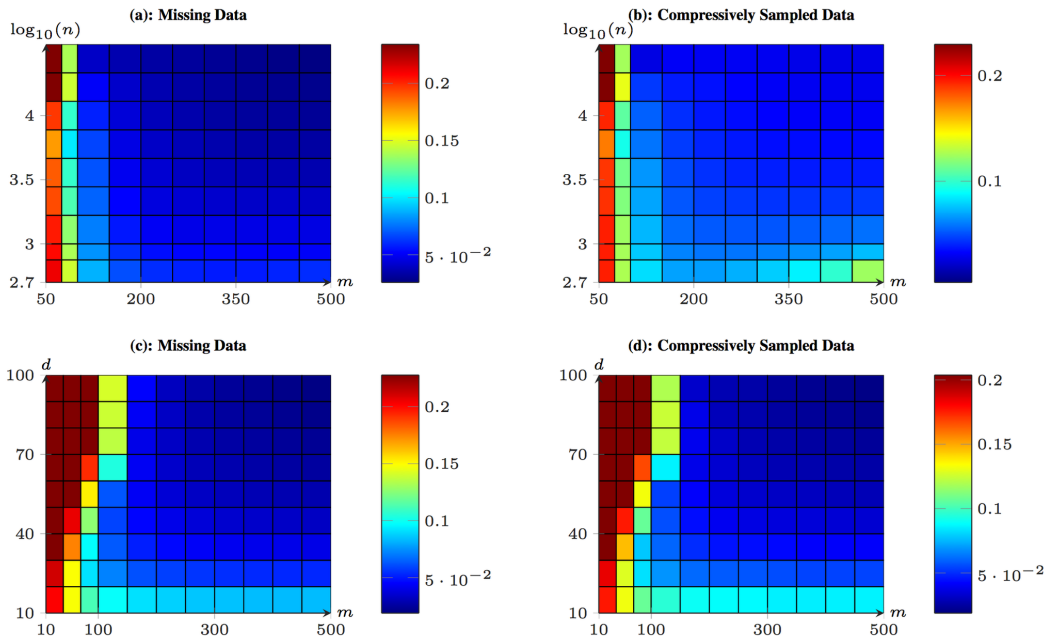 (a): Missing Data
log₁₀(n)
4
3.5
3
2.7
50
200
350
500
m
0.2
0.15
0.1
5 · 10⁻²
(b): Compressively Sampled Data
log₁₀(n)
4
3.5
3
2.7
50
200
350
500
m
0.2
0.1
(c): Missing Data
d
100
70
40
10
10
100
300
500
m
0.2
0.15
0.1
5 · 10⁻²
(d): Compressively Sampled Data
d
100
70
40
10
10
100
300
500
m
0.2
0.15
0.1
5 · 10⁻²